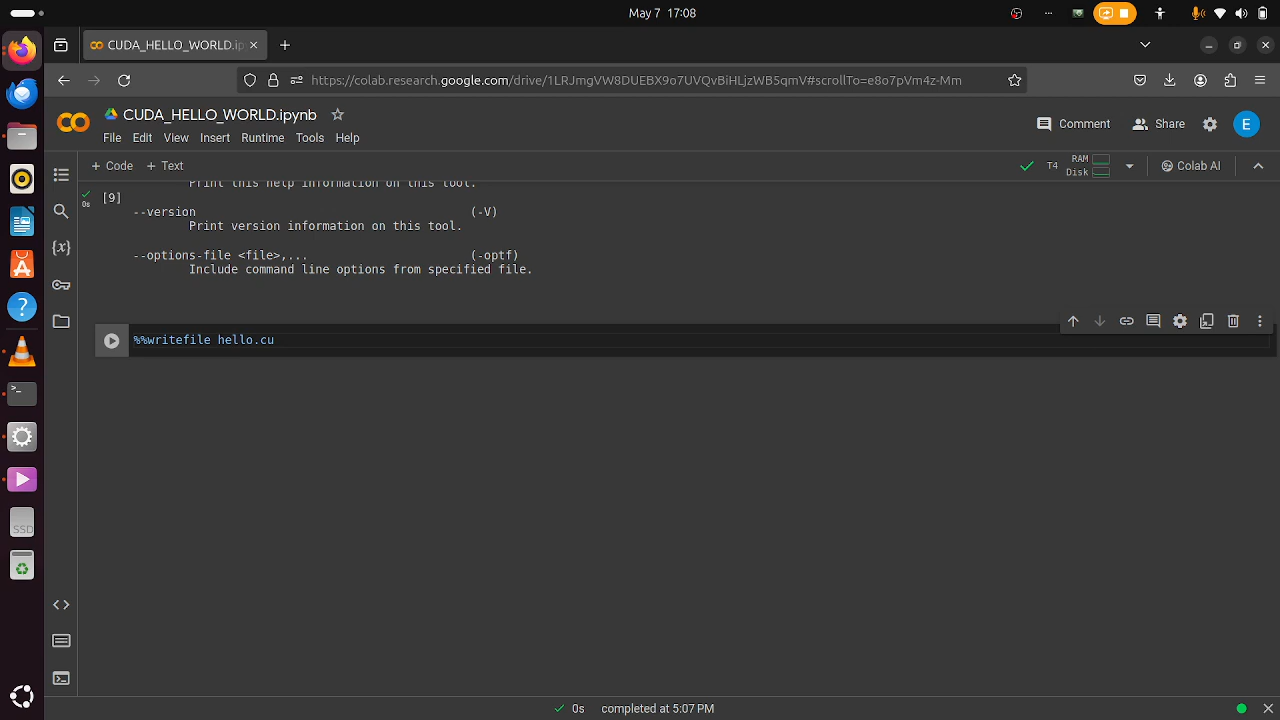 May 7 17:08
CUDA_HELLO_WORLD.ip
https://colab.research.google.com/drive/1LRJmgVW8DUEBX9o7UVQvBiHLjzWB5qmV#scrollTo=e8p7pVm4z-Mm
CUDA_HELLO_WORLD.ipynb
Comment
Share
E
File Edit View Insert Runtime Tools Help
+ Code + Text
T4
RAM
Disk
Colab AI
Print this help information on this tool.
[9]
0s
--version (-V)
Print version information on this tool.
--options-file <file>,... (-optf)
Include command line options from specified file.
%%writefile hello.cu
SSD
0s completed at 5:07 PM